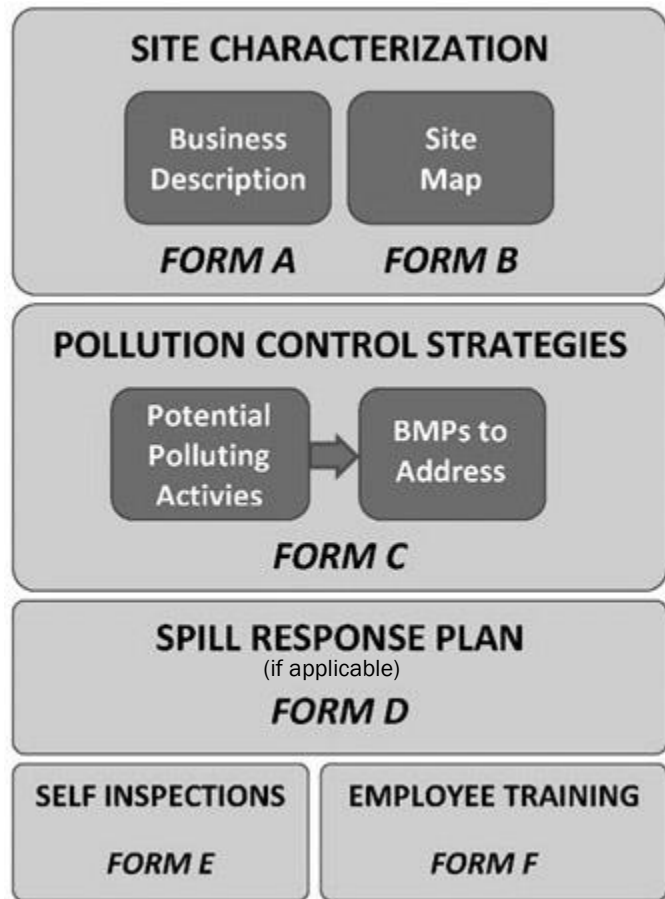 SITE CHARACTERIZATION
Business
Description
Site
Map
FORM A
FORM B
POLLUTION CONTROL STRATEGIES
Potential
Polluting
Activies
BMPs to
Address
FORM C
SPILL RESPONSE PLAN
(if applicable)
FORM D
SELF INSPECTIONS
FORM E
EMPLOYEE TRAINING
FORM F